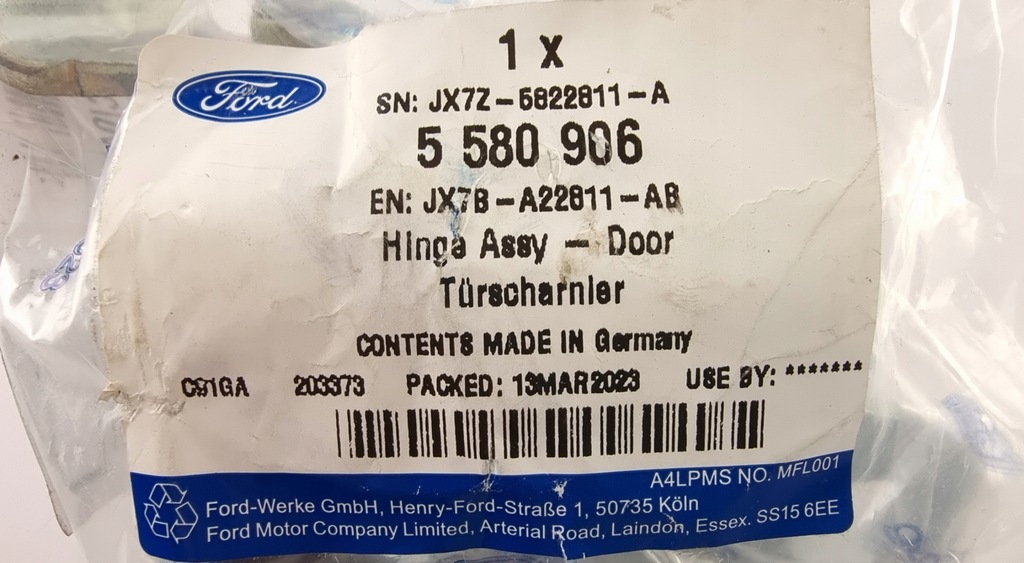 1 X
Ford
SN: JX7Z-5822811-A
5 580 906
EN: JX7B-A22811-AB
Hinge Assy - Door
Türscharnier
CONTENTS MADE IN Germany
C91GA 203373 PACKED: 13MAR2023 USE BY: *******
A4LPMS NO. MFL001
Ford-Werke GmbH, Henry-Ford-Straße 1, 50735 Köln
Ford Motor Company Limited, Arterial Road, Laindon, Essex. SS15 6EE